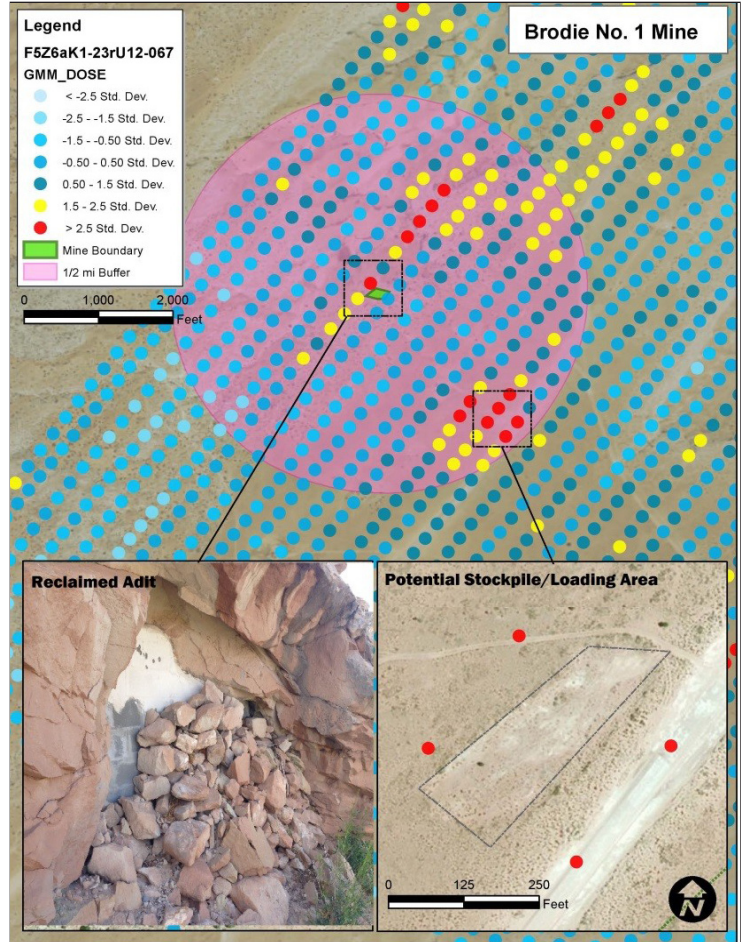 Legend
F5Z6aK1-23rU12-067
GMM_DOSE
< -2.5 Std. Dev.
-2.5 - -1.5 Std. Dev.
-1.5 - -0.50 Std. Dev.
-0.50 - 0.50 Std. Dev.
0.50 - 1.5 Std. Dev.
1.5 - 2.5 Std. Dev.
> 2.5 Std. Dev.
Mine Boundary
1/2 mi Buffer
0 1,000 2,000
Feet
Brodie No. 1 Mine
Reclaimed Adit
Potential Stockpile/Loading Area
0 125 250
Feet
N